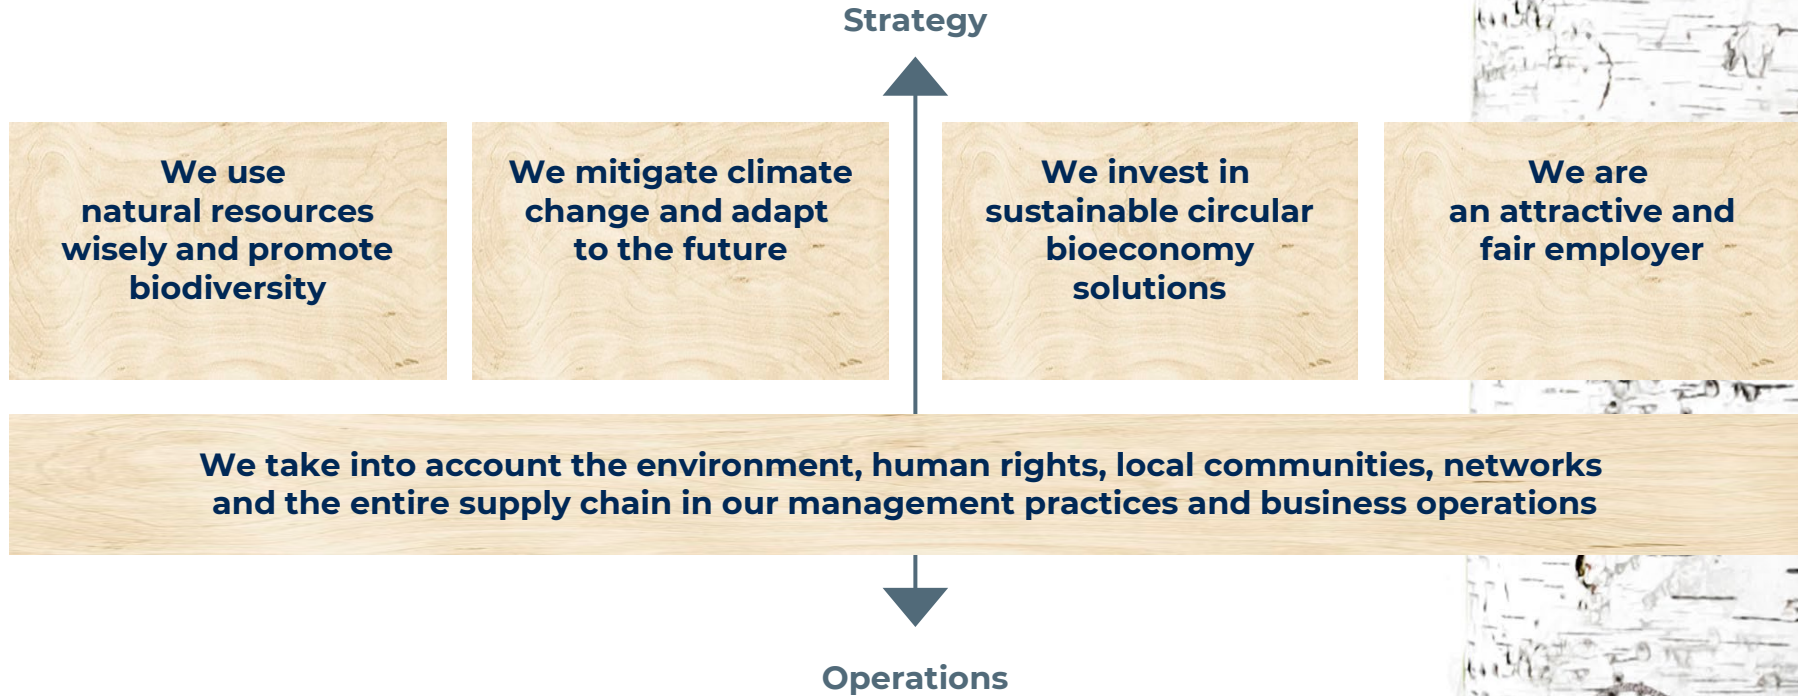 Strategy
We use
natural resources
wisely and promote
biodiversity
We mitigate climate
change and adapt
to the future
We invest in
sustainable circular
bioeconomy
solutions
We are
an attractive and
fair employer
We take into account the environment, human rights, local communities, networks
and the entire supply chain in our management practices and business operations
Operations